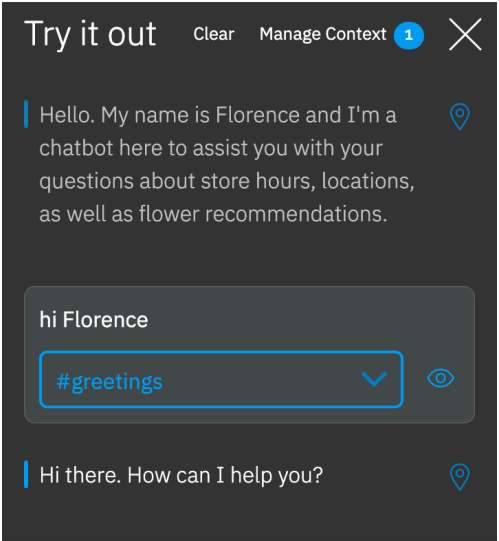 Try it out Clear Manage Context 1
Hello. My name is Florence and I'm a
chatbot here to assist you with your
questions about store hours, locations,
as well as flower recommendations.
hi Florence
#greetings
Hi there. How can I help you?